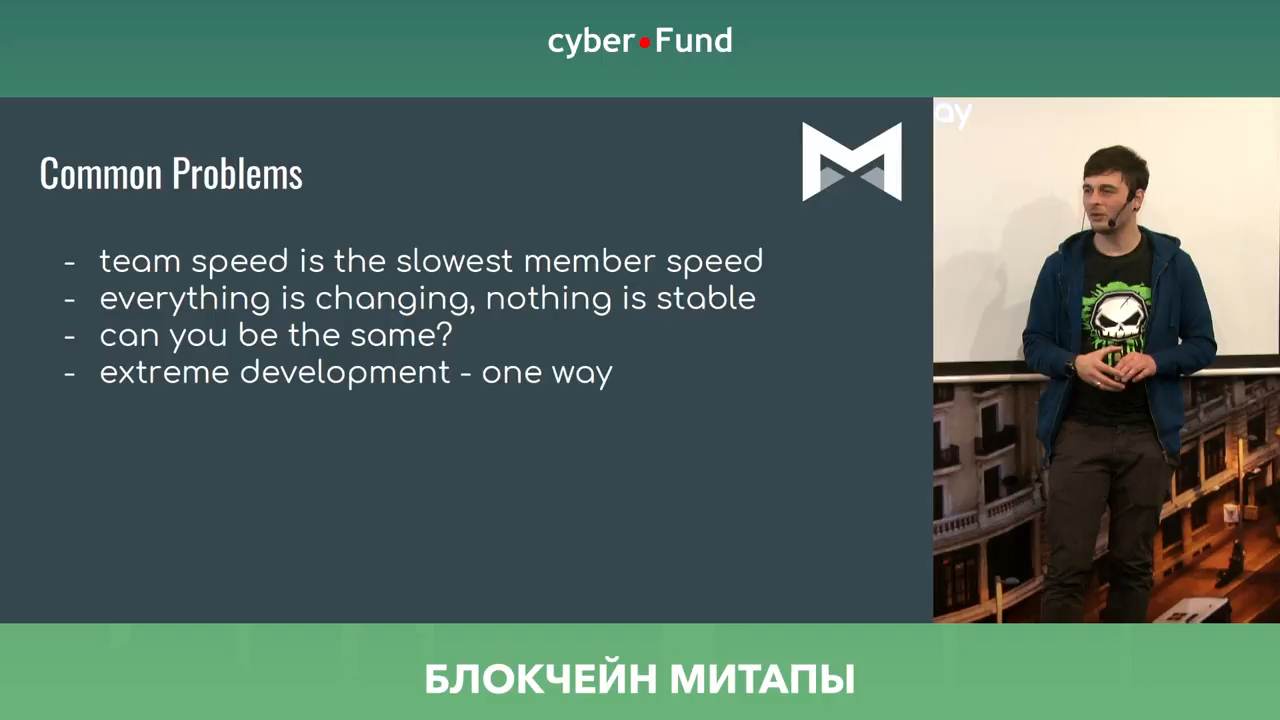 cyber•Fund
Common Problems
- team speed is the slowest member speed
- everything is changing, nothing is stable
- can you be the same?
- extreme development - one way
ay
БЛОКЧЕЙН МИТАПЫ